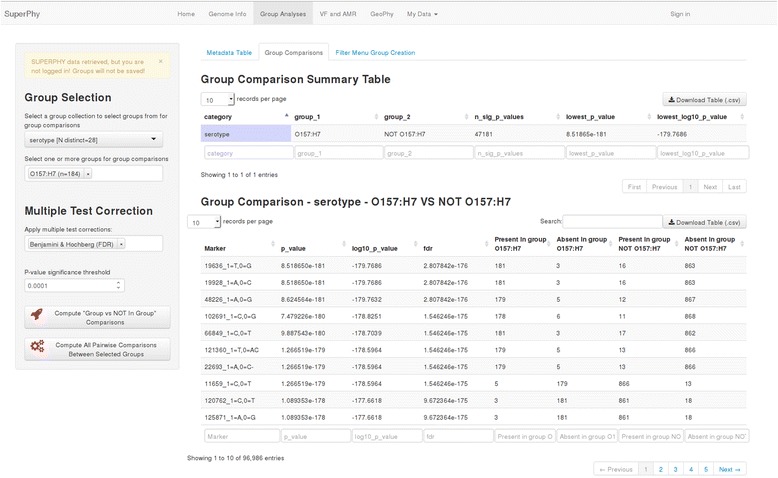 SuperPhy Home Genome Info Group Analyses VF and AMR GeoPhy My Data Sign in
SUPERPHY data retrieved, but you are not logged in! Groups will not be saved! ×
Group Selection
Select a group collection to select groups from for group comparisons
serotype [N distinct=28]
Select one or more groups for group comparisons
O157:H7 (n=184) ×
Multiple Test Correction
Apply multiple test corrections:
Benjamini & Hochberg (FDR) ×
P-value significance threshold
0.0001
Compute "Group vs NOT In Group" Comparisons
Compute All Pairwise Comparisons Between Selected Groups
Metadata Table Group Comparisons Filter Menu Group Creation
Group Comparison Summary Table
10 records per page Download Table (.csv)
category group_1 group_2 n_sig_p_values lowest_p_value lowest_log10_p_value
serotype O157:H7 NOT O157:H7 47181 8.51865e-181 -179.7686
category group_1 group_2 n_sig_p_values lowest_p_value lowest_log10_p_value
Showing 1 to 1 of 1 entries
First Previous 1 Next Last
Group Comparison - serotype - O157:H7 VS NOT O157:H7
10 records per page Search: Download Table (.csv)
Marker p_value log10_p_value fdr Present in group O157:H7 Absent in group O157:H7 Present in group NOT O157:H7 Absent in group NOT O157:H7
19636_1=T,0=G 8.518650e-181 -179.7686 2.807842e-176 181 3 16 863
19928_1=A,0=C 8.518650e-181 -179.7686 2.807842e-176 181 3 16 863
48226_1=A,0=G 8.624564e-181 -179.7632 2.807842e-176 179 5 12 867
102691_1=C,0=G 7.479226e-180 -178.8251 1.546246e-175 178 6 11 868
66849_1=C,0=T 9.887543e-180 -178.7039 1.546246e-175 181 3 17 862
121360_1=T,0=AC 1.266519e-179 -178.5964 1.546246e-175 179 5 13 866
22693_1=A,0=C- 1.266519e-179 -178.5964 1.546246e-175 179 5 13 866
11659_1=C,0=T 1.266519e-179 -178.5964 1.546246e-175 5 179 866 13
120762_1=C,0=T 1.089353e-178 -177.6618 9.672364e-175 3 181 861 18
125871_1=A,0=G 1.089353e-178 -177.6618 9.672364e-175 3 181 861 18
Marker p_value log10_p_value fdr Present in group O Absent in group O1 Present in group NO Absent in group NO'
Showing 1 to 10 of 96,986 entries
← Previous 1 2 3 4 5 Next →